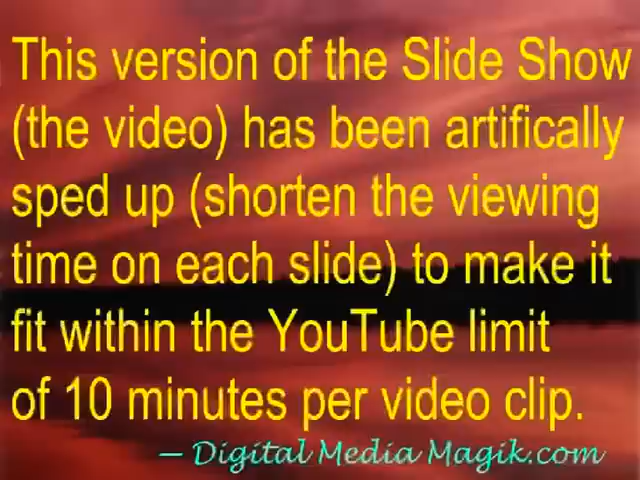 This version of the Slide Show
(the video) has been artifically
sped up (shorten the viewing
time on each slide) to make it
fit within the YouTube limit
of 10 minutes per video clip.
— Digital Media Magik.com